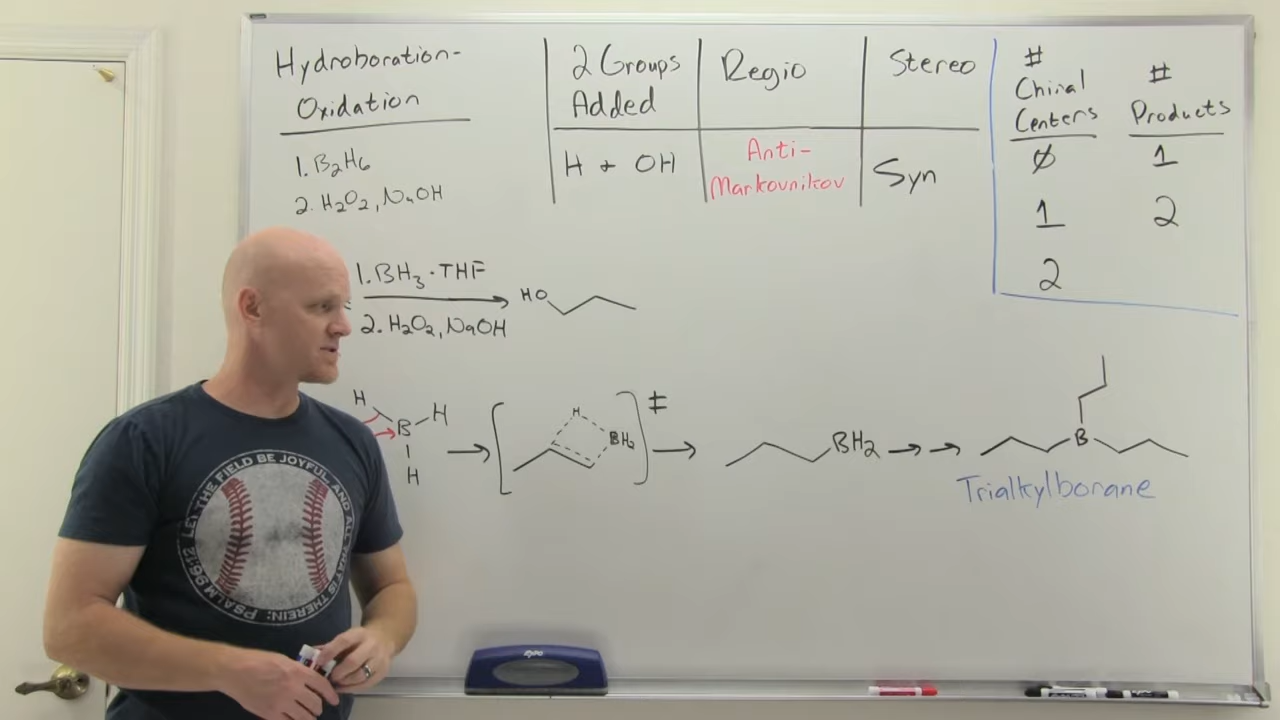 Hydroboration-
Oxidation
1. B₂H₆
2. H₂O₂, NaOH
2 Groups
Added
Regio
Stereo
H + OH
Anti-
Markovnikov
Syn
#
Chiral
Centers
#
Products
0 1
1 2
2
1. BH₃ · THF
2. H₂O₂, NaOH
HO
H
B
H
H
H
BH₂
‡
BH₂
B
Trialkylborane
LET THE FIELD BE JOYFUL, AND ALL THAT IS THEREIN: PSALM 96:12
expo